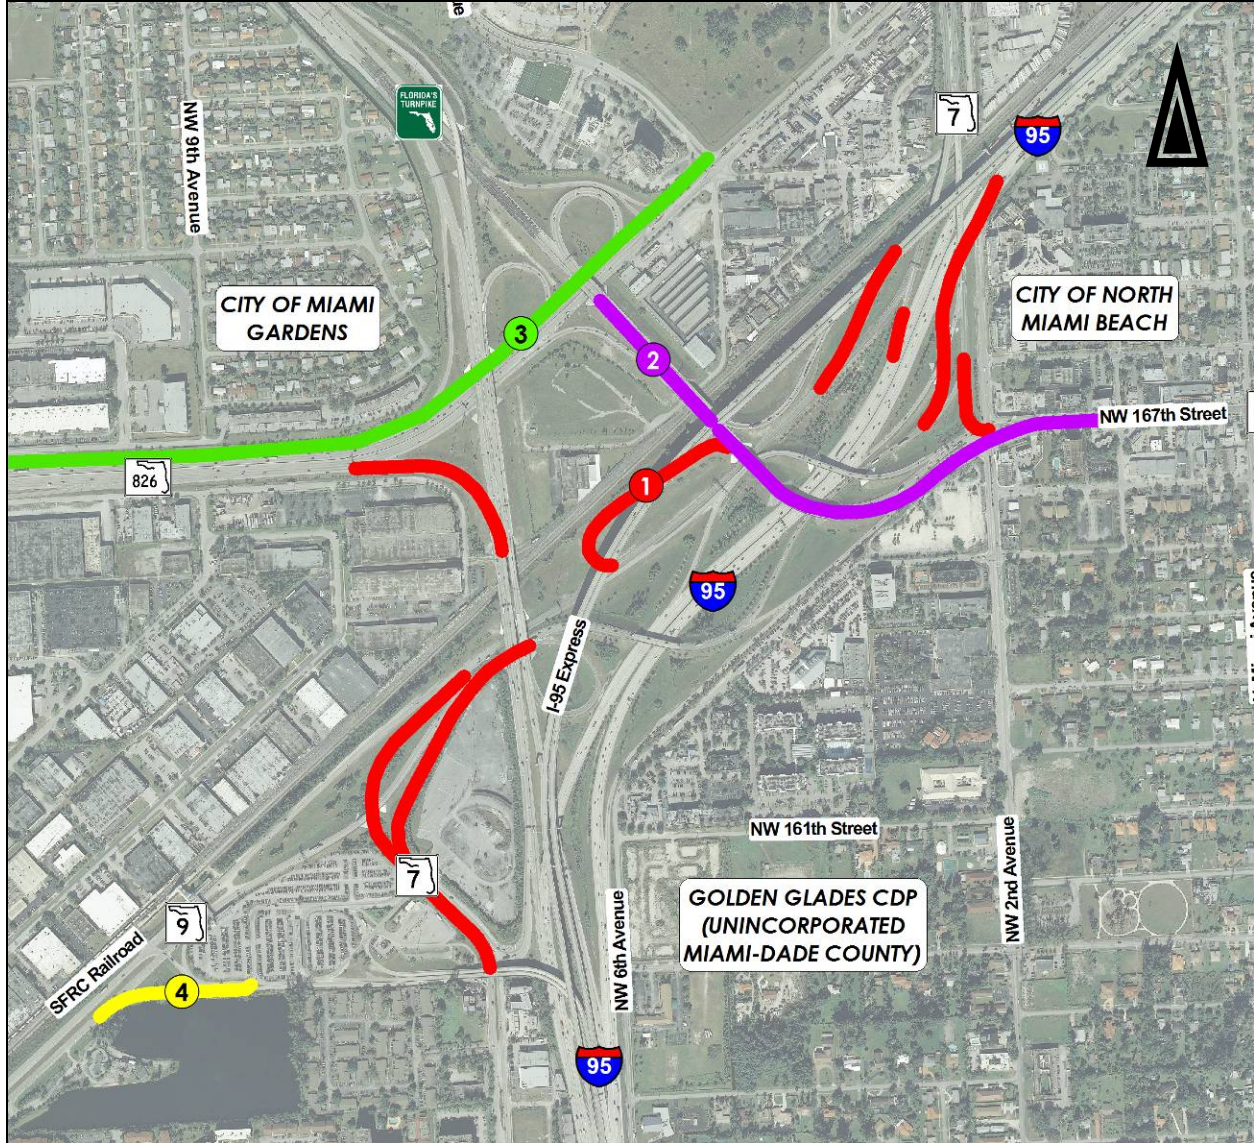 ue
FLORIDA'S
TURNPIKE
7
95
NW 9th Avenue
CITY OF MIAMI
GARDENS
CITY OF NORTH
MIAMI BEACH
3
2
NW 167th Street
826
1
95
I-95 Express
NW 161th Street
7
GOLDEN GLADES CDP
(UNINCORPORATED
MIAMI-DADE COUNTY)
NW 6th Avenue
NW 2nd Avenue
9
SFRC Railroad
4
95